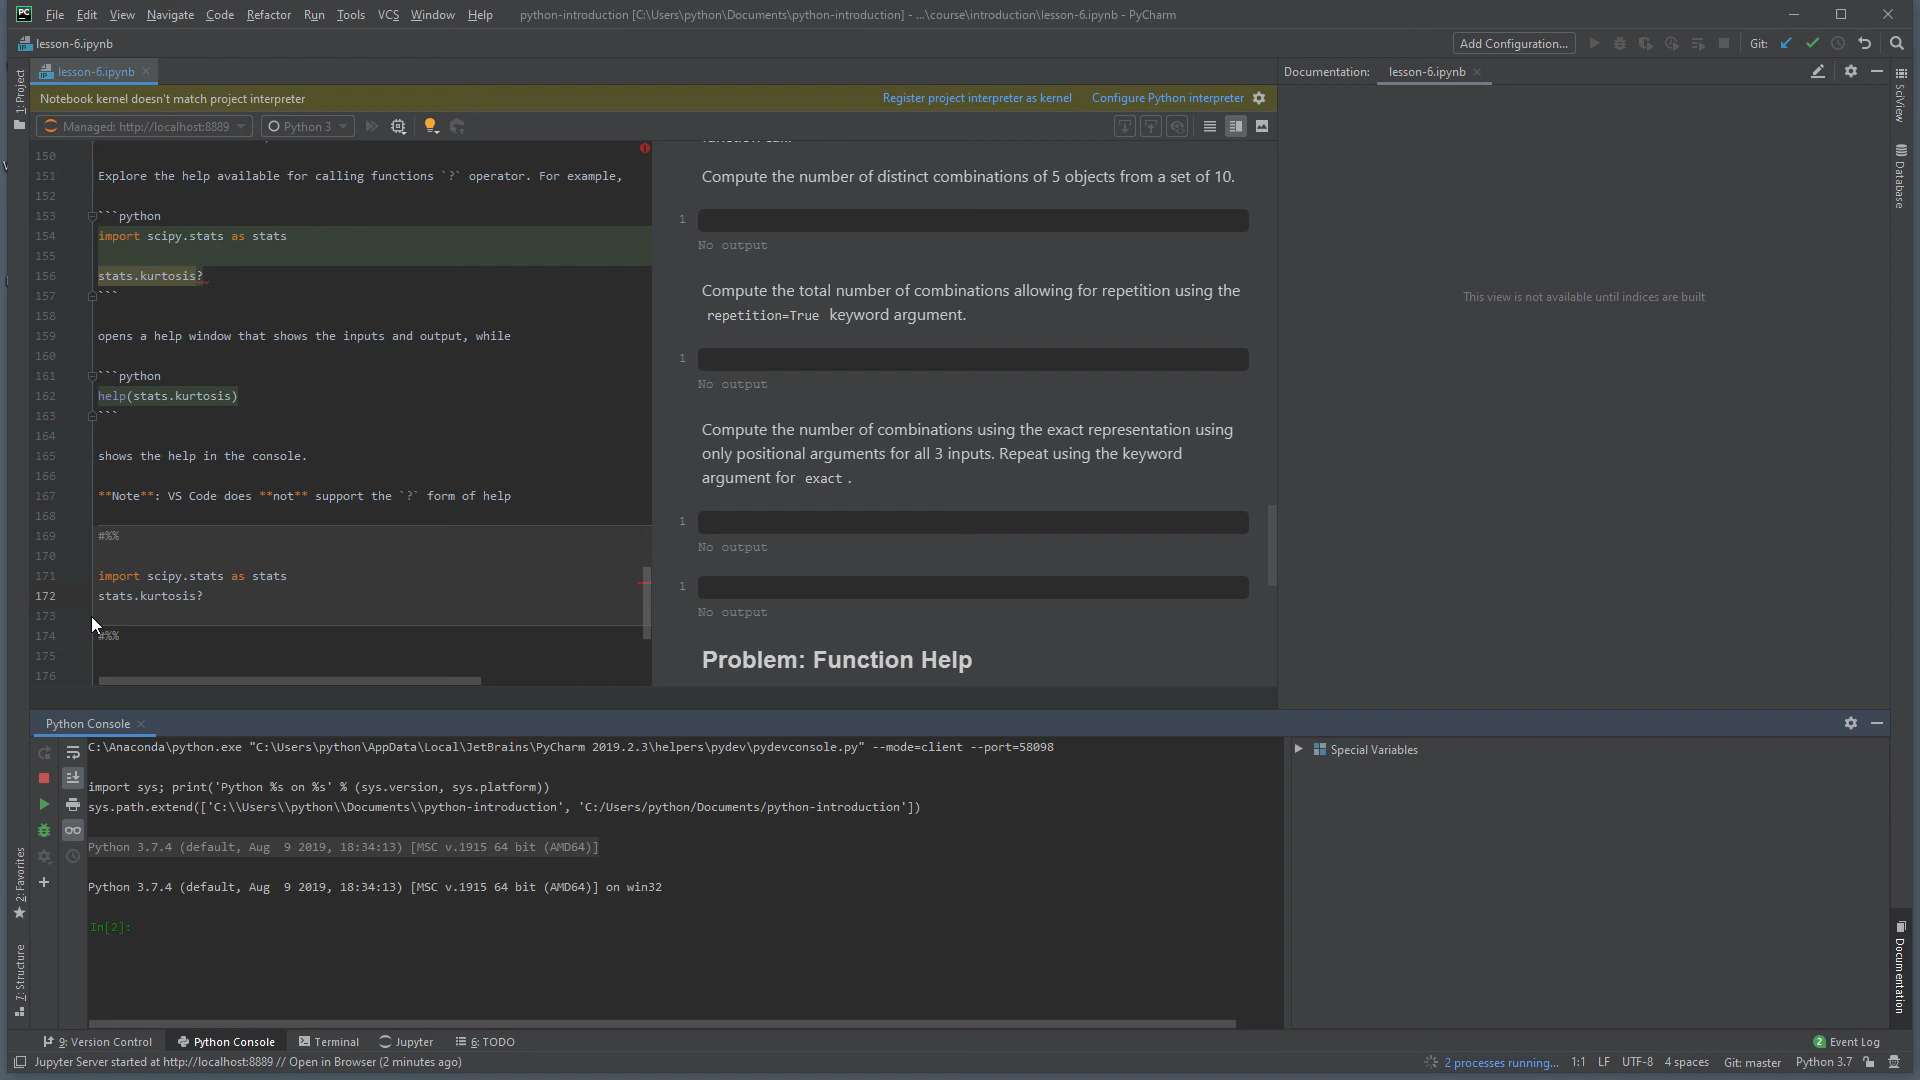 File Edit View Navigate Code Refactor Run Tools VCS Window Help python-introduction [C:\Users\python\Documents\python-introduction] - ...\course\introduction\lesson-6.ipynb - PyCharm
lesson-6.ipynb
Add Configuration...
Git:
lesson-6.ipynb
Documentation: lesson-6.ipynb
Notebook kernel doesn't match project interpreter
Register project interpreter as kernel Configure Python interpreter
Managed: http://localhost:8889
Python 3
1: Project
SciView
Database
150
151 Explore the help available for calling functions `?` operator. For example,
152
153 ```python
154 import scipy.stats as stats
155
156 stats.kurtosis?
157 ```
158
159 opens a help window that shows the inputs and output, while
160
161 ```python
162 help(stats.kurtosis)
163 ```
164
165 shows the help in the console.
166
167 **Note**: VS Code does **not** support the `?` form of help
168
169 #%%
170
171 import scipy.stats as stats
172 stats.kurtosis?
173
174 #%%
175
176
Compute the number of distinct combinations of 5 objects from a set of 10.
1
No output
Compute the total number of combinations allowing for repetition using the
repetition=True keyword argument.
1
No output
Compute the number of combinations using the exact representation using
only positional arguments for all 3 inputs. Repeat using the keyword
argument for exact .
1
No output
1
No output
Problem: Function Help
This view is not available until indices are built
Python Console
C:\Anaconda\python.exe "C:\Users\python\AppData\Local\JetBrains\PyCharm 2019.2.3\helpers\pydev\pydevconsole.py" --mode=client --port=58098
import sys; print('Python %s on %s' % (sys.version, sys.platform))
sys.path.extend(['C:\\Users\\python\\Documents\\python-introduction', 'C:/Users/python/Documents/python-introduction'])
Python 3.7.4 (default, Aug  9 2019, 18:34:13) [MSC v.1915 64 bit (AMD64)]
Python 3.7.4 (default, Aug  9 2019, 18:34:13) [MSC v.1915 64 bit (AMD64)] on win32
In[2]:
Special Variables
2: Favorites
7: Structure
Documentation
9: Version Control Python Console Terminal Jupyter 6: TODO
2 Event Log
Jupyter Server started at http://localhost:8889 // Open in Browser (2 minutes ago)
2 processes running... 1:1 LF UTF-8 4 spaces Git: master Python 3.7